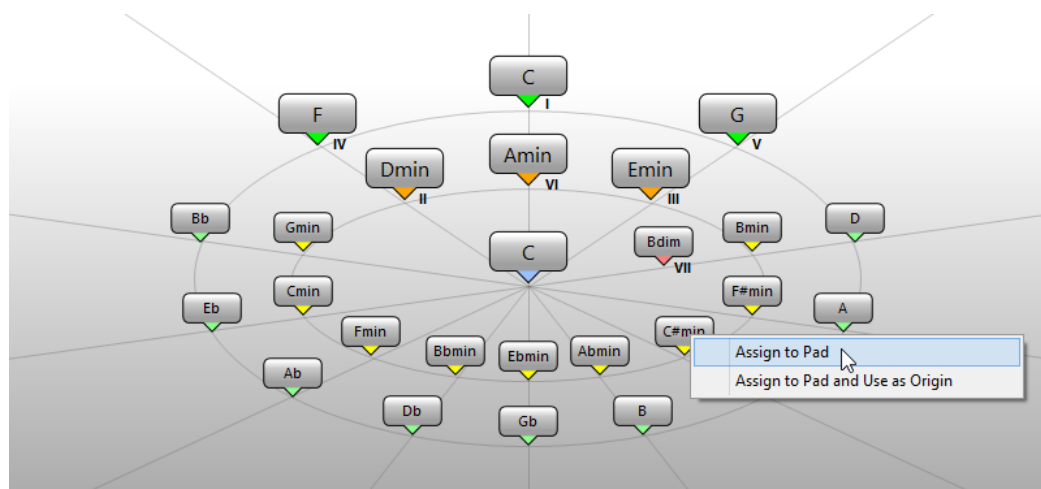 C
I
F
IV
G
V
Amin
VI
Dmin
II
Emin
III
Bb
Gmin
Bmin
D
C
Bdim
VII
Eb
Cmin
F#min
A
Fmin
C#min
Bbmin
Ebmin
Abmin
Assign to Pad
Assign to Pad and Use as Origin
Ab
Db
Gb
B